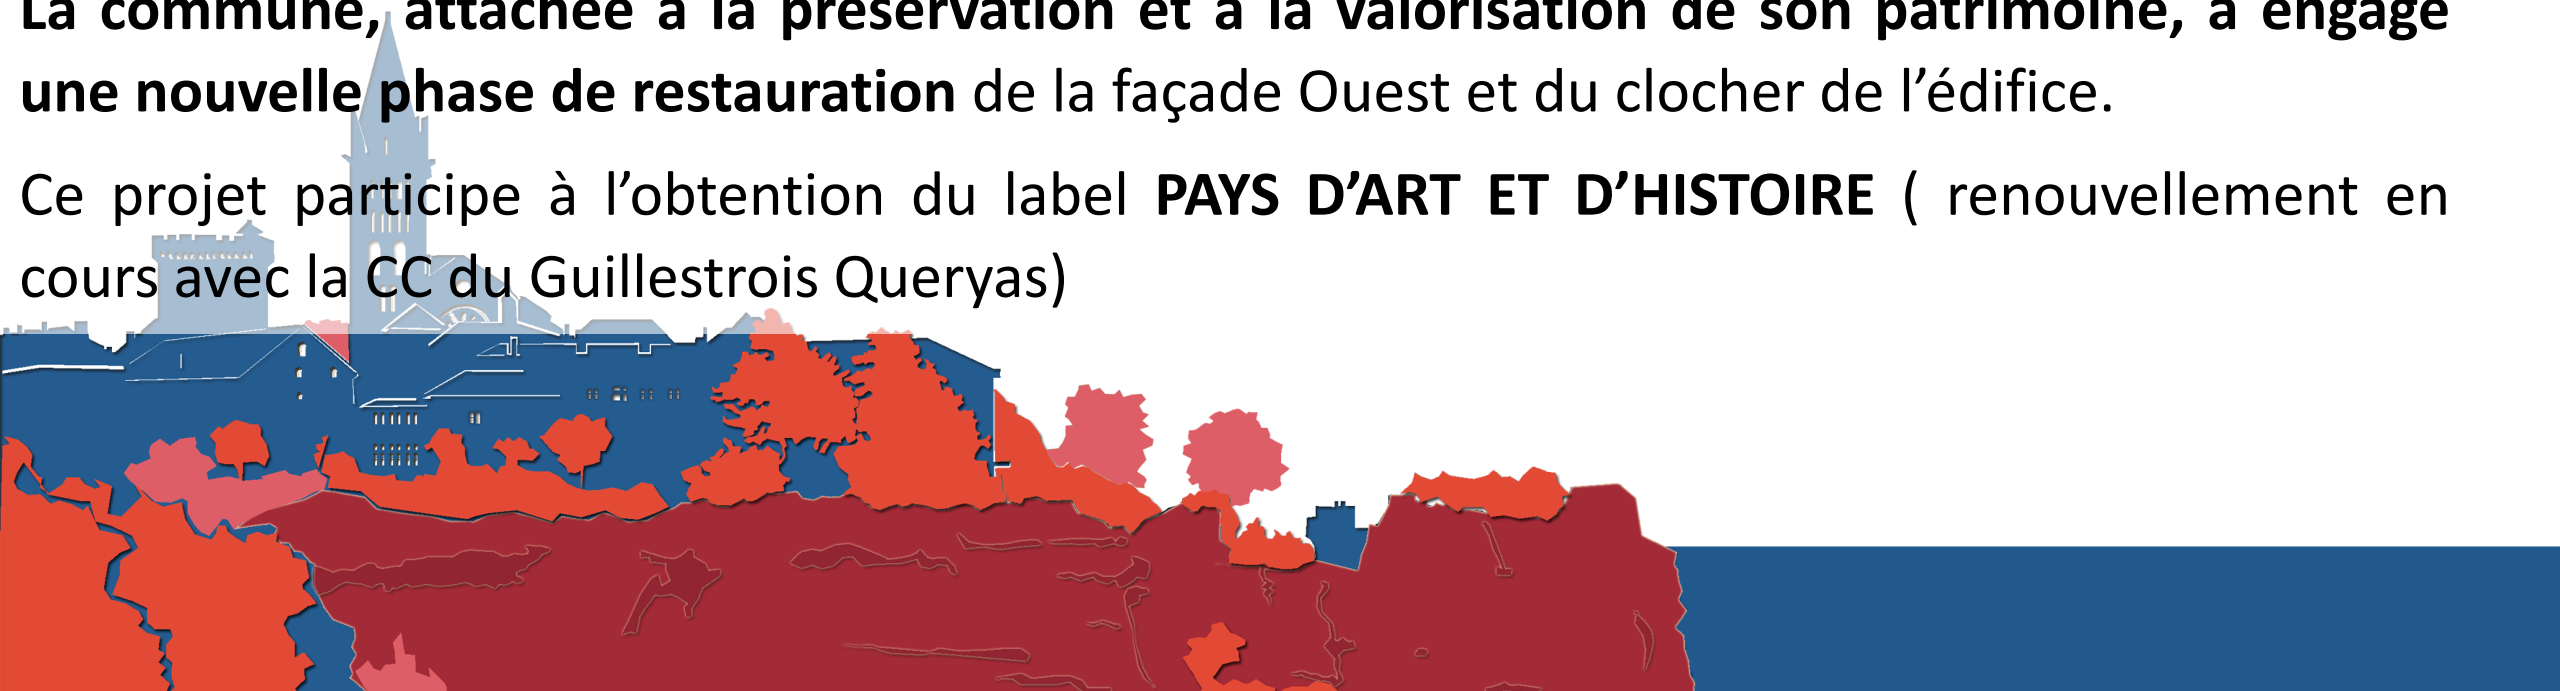 La commune, attachée à la préservation et à la valorisation de son patrimoine, a engagé
une nouvelle phase de restauration de la façade Ouest et du clocher de l’édifice.
Ce projet participe à l’obtention du label PAYS D’ART ET D’HISTOIRE ( renouvellement en
cours avec la CC du Guillestrois Queryas)